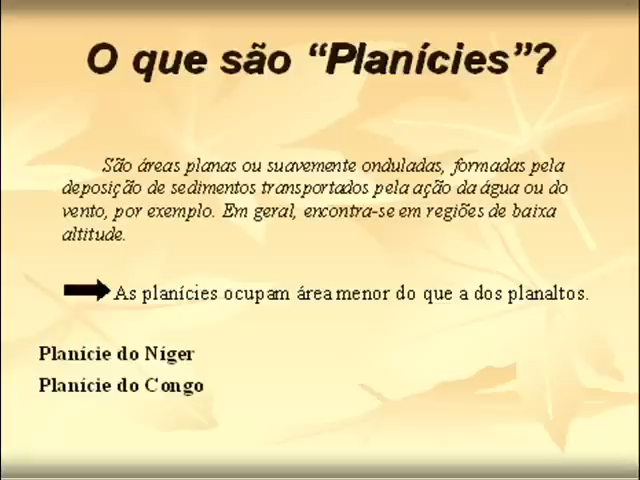 O que são “Planícies”?
São áreas planas ou suavemente onduladas, formadas pela
deposição de sedimentos transportados pela ação da água ou do
vento, por exemplo. Em geral, encontra-se em regiões de baixa
altitude.
As planícies ocupam área menor do que a dos planaltos.
Planície do Níger
Planície do Congo